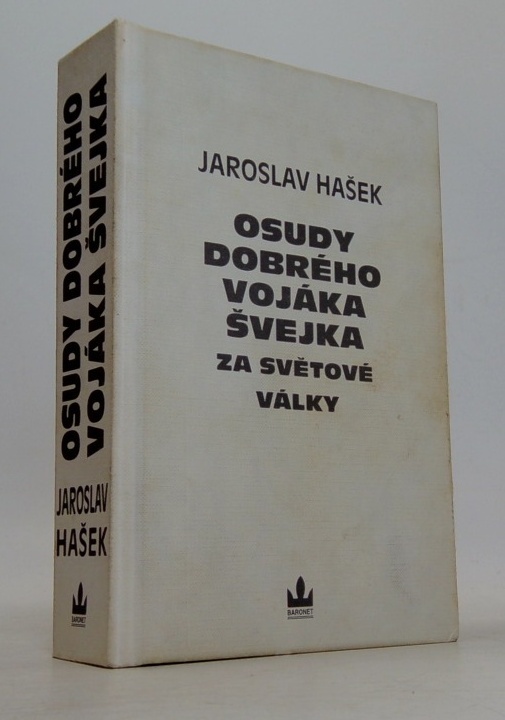 OSUDY DOBRÉHO
VOJÁKA ŠVEJKA
JAROSLAV
HAŠEK
BARONET
JAROSLAV HAŠEK
OSUDY
DOBRÉHO
VOJÁKA
ŠVEJKA
ZA SVĚTOVÉ
VÁLKY
BARONET